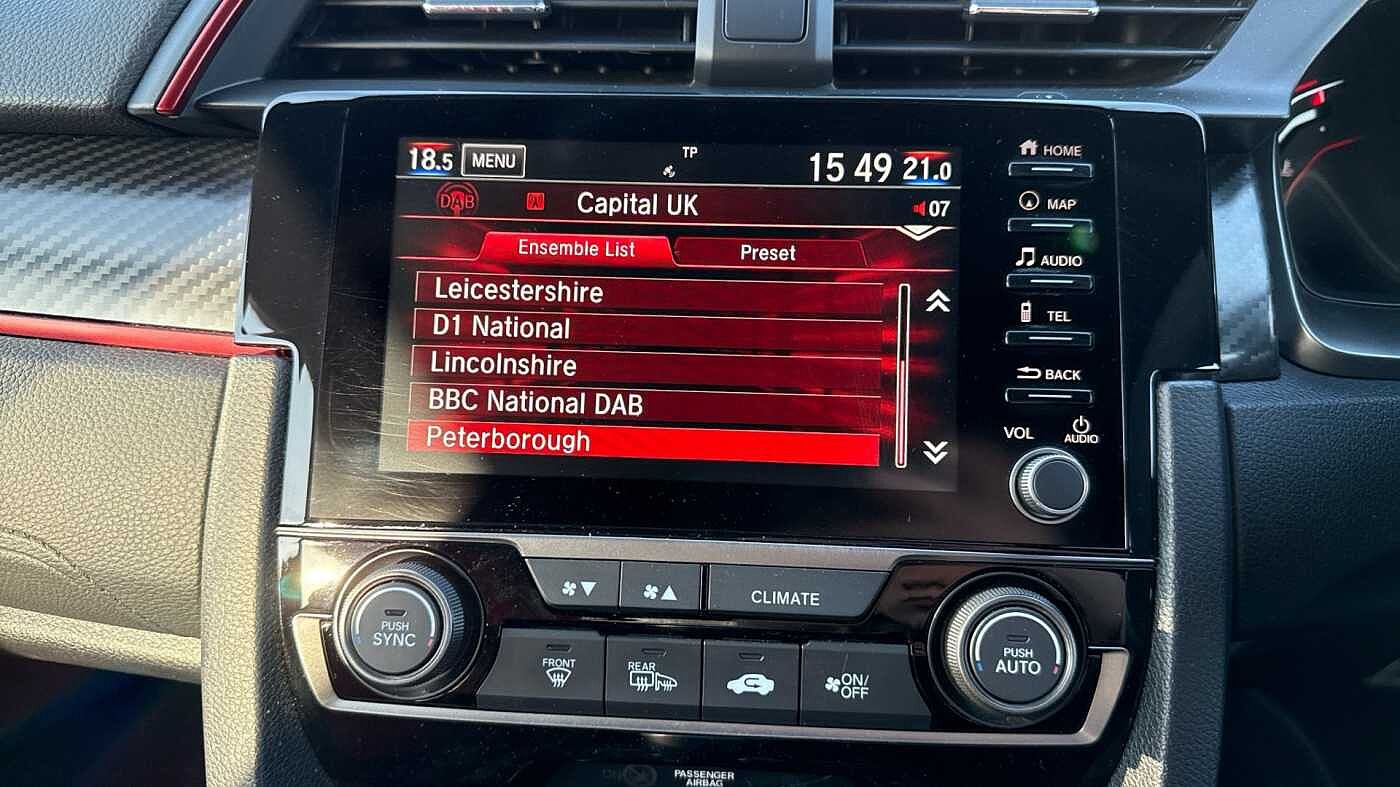 18.5 MENU TP 15 49 21.0
DAB Capital UK 07
Ensemble List Preset
Leicestershire
D1 National
Lincolnshire
BBC National DAB
Peterborough
HOME
MAP
AUDIO
TEL
BACK
VOL AUDIO
CLIMATE
PUSH
SYNC
FRONT
REAR
ON/
OFF
PUSH
AUTO
PASSENGER
AIRBAG